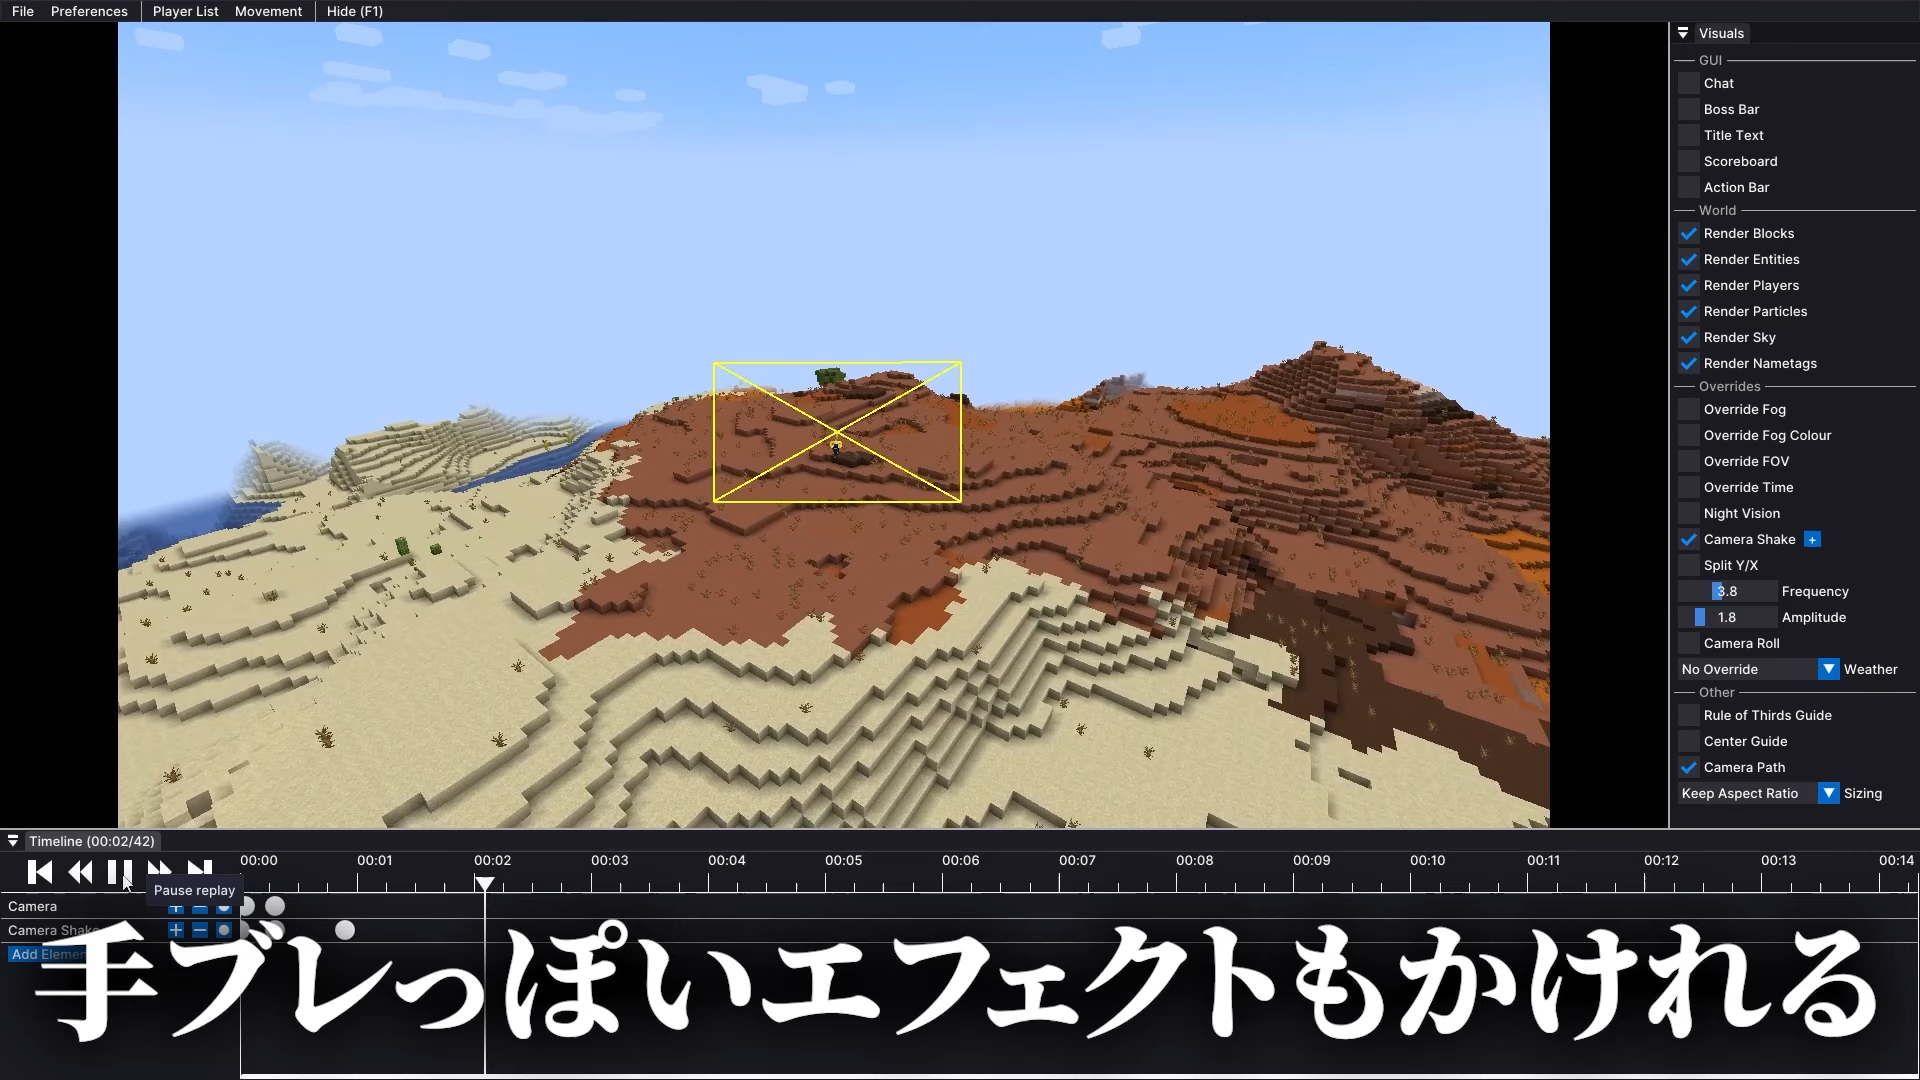 File Preferences Player List Movement Hide (F1)
Visuals
GUI
Chat
Boss Bar
Title Text
Scoreboard
Action Bar
World
Render Blocks
Render Entities
Render Players
Render Particles
Render Sky
Render Nametags
Overrides
Override Fog
Override Fog Colour
Override FOV
Override Time
Night Vision
Camera Shake +
Split Y/X
3.8 Frequency
1.8 Amplitude
Camera Roll
No Override Weather
Other
Rule of Thirds Guide
Center Guide
Camera Path
Keep Aspect Ratio Sizing
Timeline (00:02/42)
00:00 00:01 00:02 00:03 00:04 00:05 00:06 00:07 00:08 00:09 00:10 00:11 00:12 00:13 00:14
Pause replay
Camera
Camera Shake
Add Element
手ブレっぽいエフェクトもかけれる